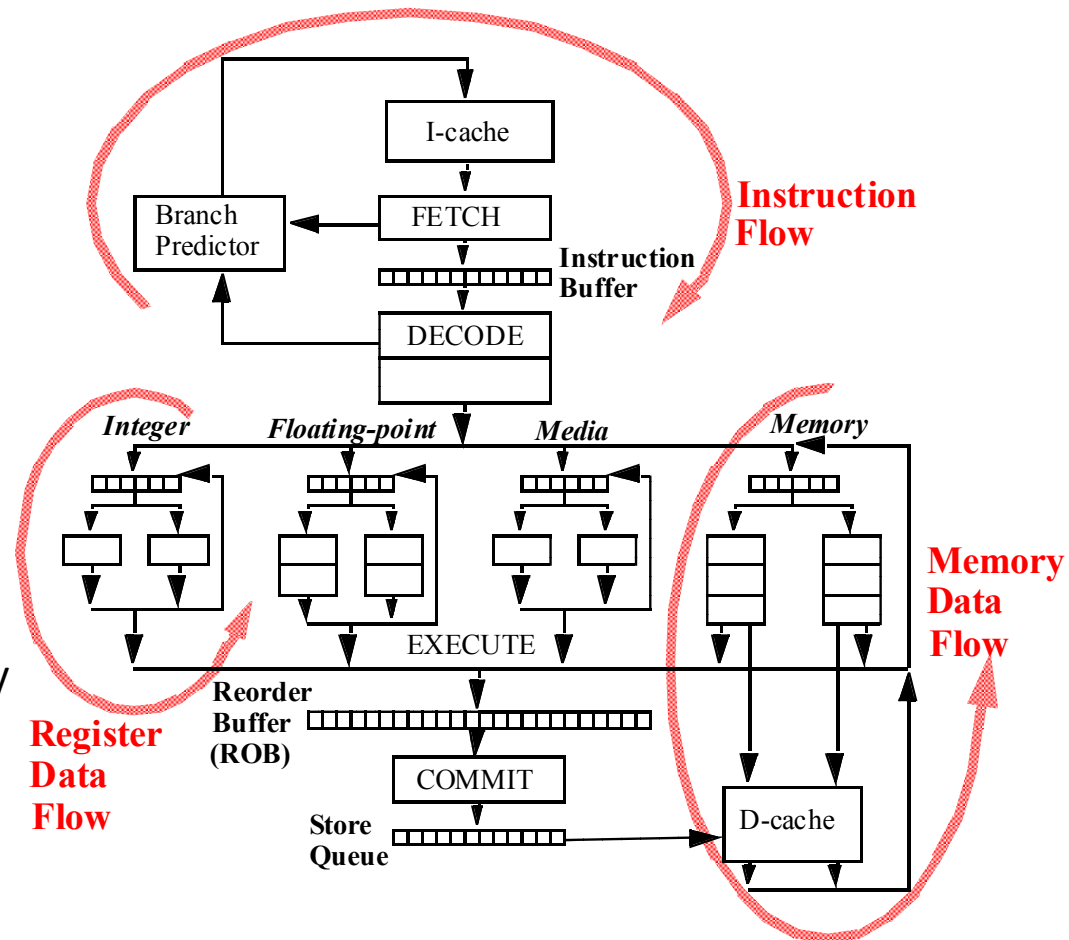 I-cache
Instruction
Flow
Branch
Predictor
FETCH
Instruction
Buffer
DECODE
Integer
Floating-point
Media
Memory
Memory
Data
Flow
EXECUTE
/
Reorder
Buffer
(ROB)
Register
Data
Flow
COMMIT
Store
Queue
D-cache